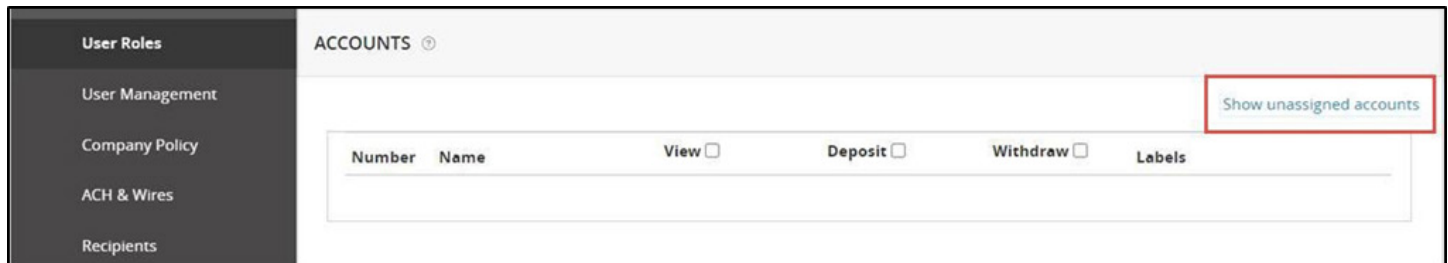 User Roles
User Management
Company Policy
ACH & Wires
Recipients
ACCOUNTS
Show unassigned accounts
Number Name View Deposit Withdraw Labels